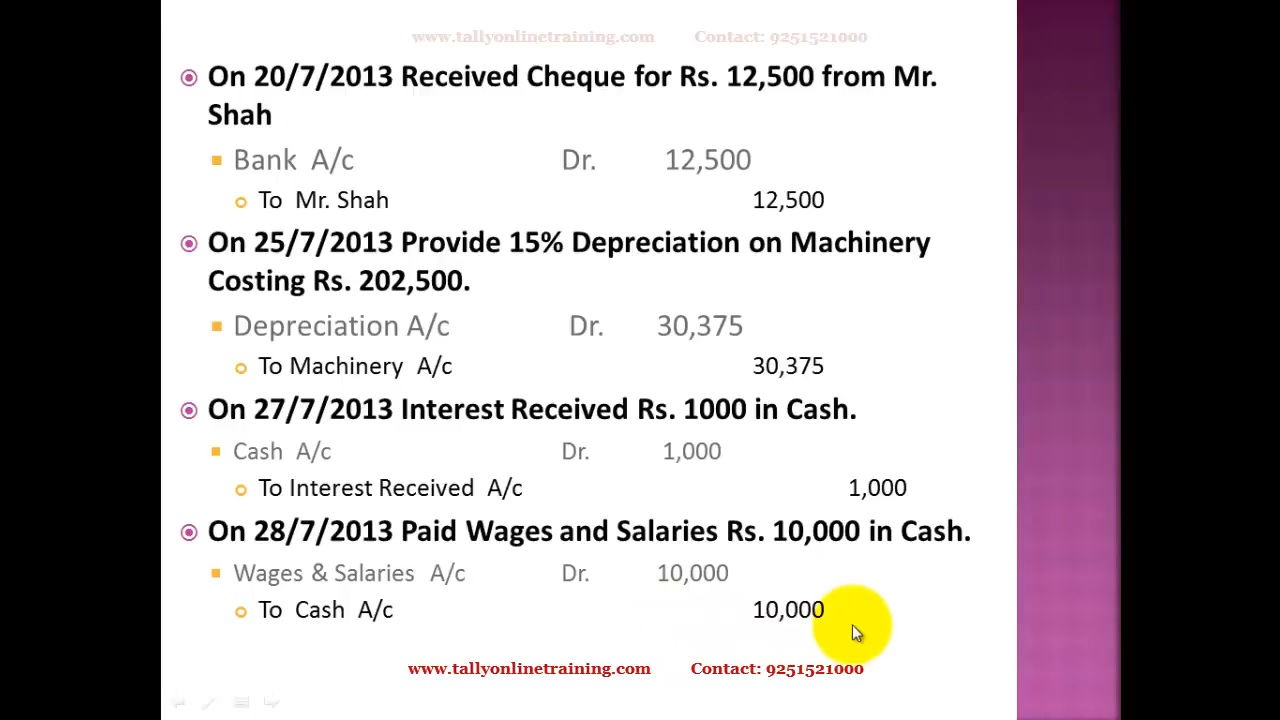 www.tallyonlinetraining.com Contact: 9251521000
On 20/7/2013 Received Cheque for Rs. 12,500 from Mr.
Shah
Bank A/c Dr. 12,500
To Mr. Shah 12,500
On 25/7/2013 Provide 15% Depreciation on Machinery
Costing Rs. 202,500.
Depreciation A/c Dr. 30,375
To Machinery A/c 30,375
On 27/7/2013 Interest Received Rs. 1000 in Cash.
Cash A/c Dr. 1,000
To Interest Received A/c 1,000
On 28/7/2013 Paid Wages and Salaries Rs. 10,000 in Cash.
Wages & Salaries A/c Dr. 10,000
To Cash A/c 10,000
www.tallyonlinetraining.com Contact: 9251521000